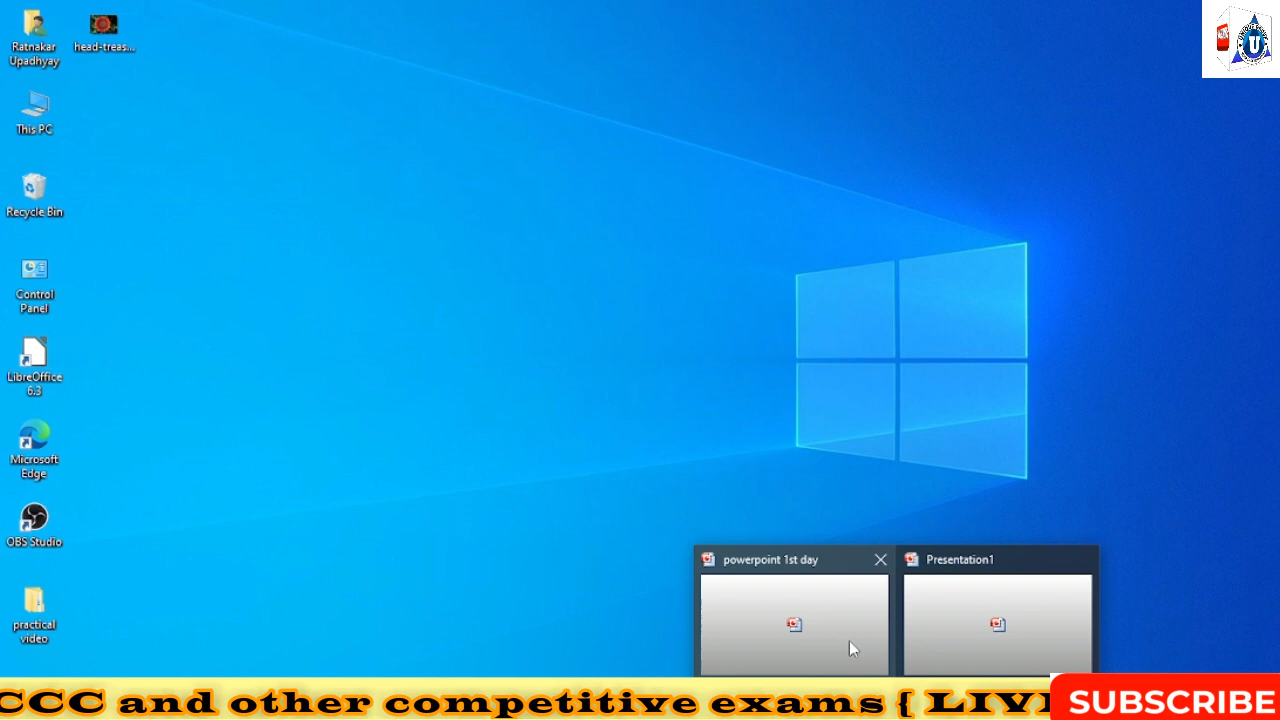 Ratnakar
Upadhyay
head-treas...
This PC
Recycle Bin
Control
Panel
LibreOffice
6.3
Microsoft
Edge
OBS Studio
practical
video
powerpoint 1st day
Presentation1
U
CCC and other competitive exams { LIVE
SUBSCRIBE